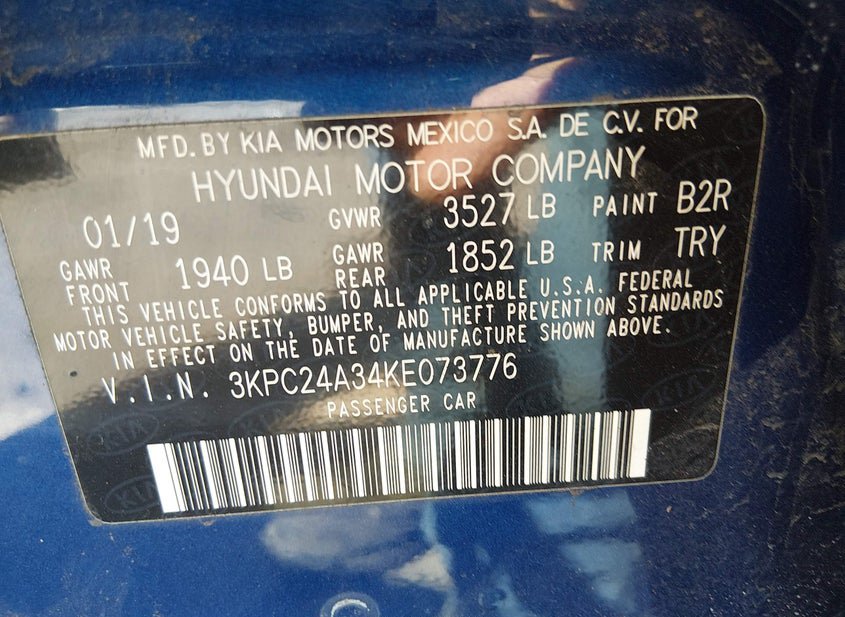 MFD. BY KIA MOTORS MEXICO S.A. DE C.V. FOR
HYUNDAI MOTOR COMPANY
01/19 GVWR 3527 LB PAINT B2R
GAWR FRONT 1940 LB GAWR REAR 1852 LB TRIM TRY
THIS VEHICLE CONFORMS TO ALL APPLICABLE U.S.A. FEDERAL
MOTOR VEHICLE SAFETY, BUMPER, AND THEFT PREVENTION STANDARDS
IN EFFECT ON THE DATE OF MANUFACTURE SHOWN ABOVE.
V.I.N. 3KPC24A34KE073776
PASSENGER CAR
KIA